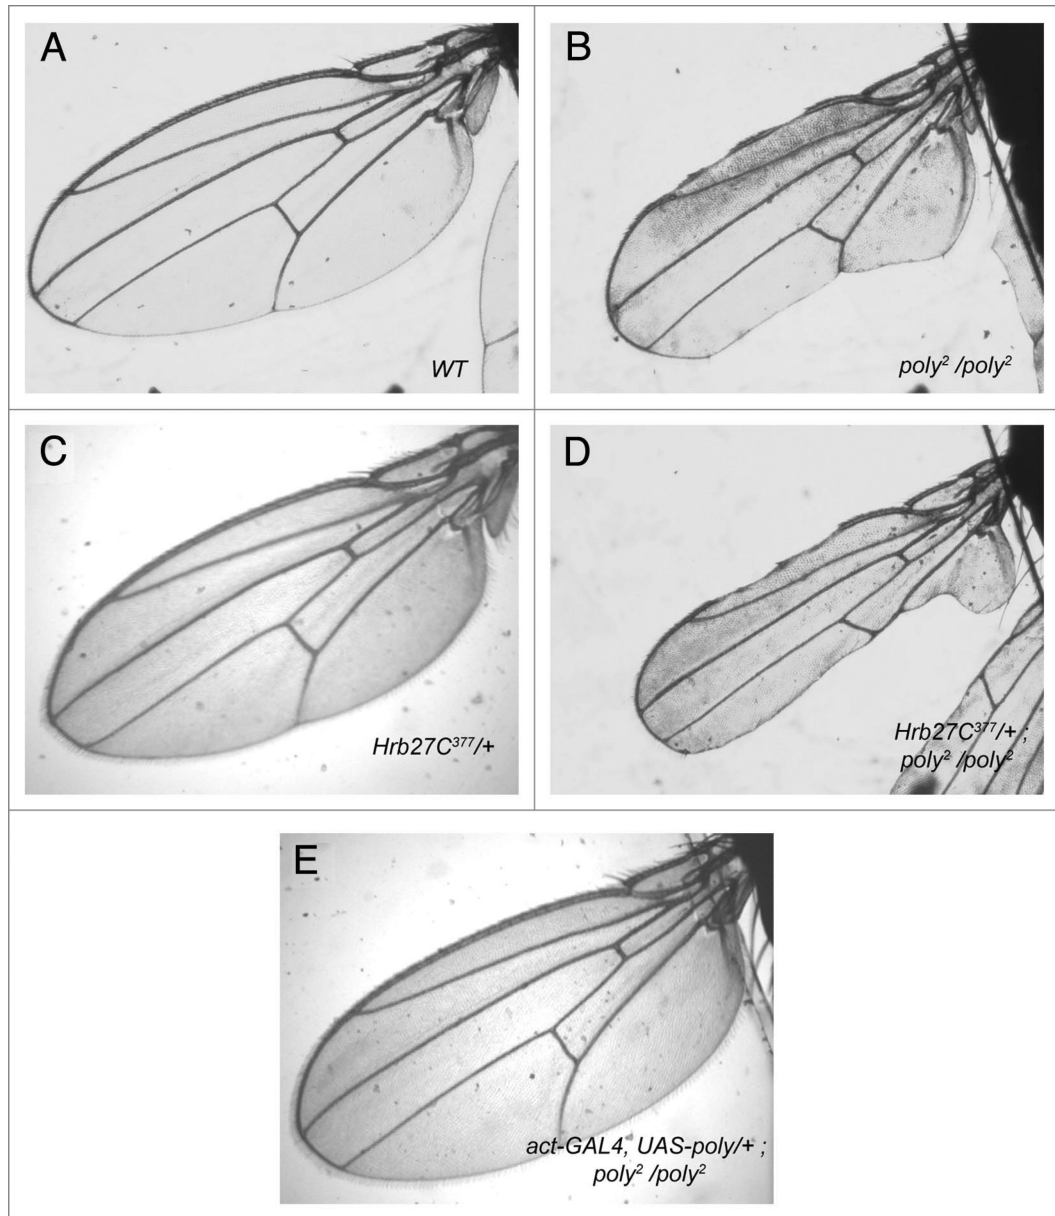 A
WT
B
poly² /poly²
C
Hrb27C³⁷⁷/+
D
Hrb27C³⁷⁷/+ ;
poly² /poly²
E
act-GAL4, UAS-poly/+ ;
poly² /poly²